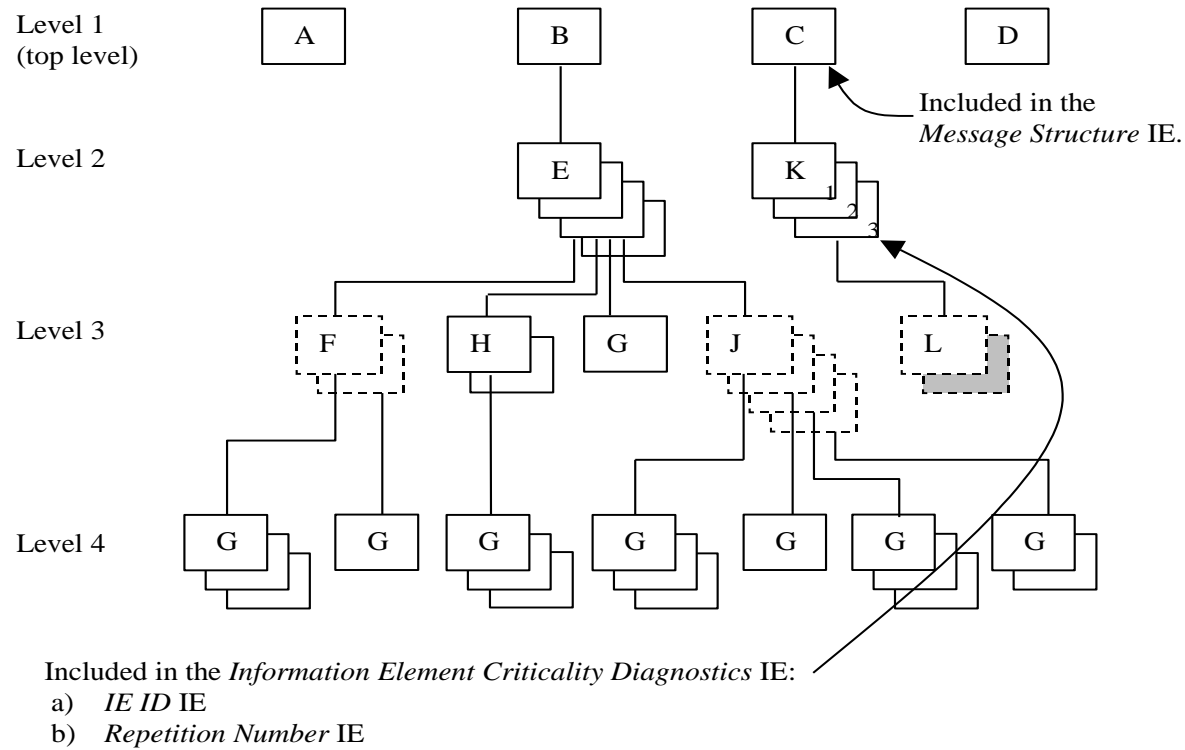 Level 1
(top level)
A
B
C
D
Included in the
Message Structure IE.
Level 2
E
K
1
2
3
Level 3
F
H
G
J
L
Level 4
G
G
G
G
G
G
G
Included in the Information Element Criticality Diagnostics IE:
a) IE ID IE
b) Repetition Number IE